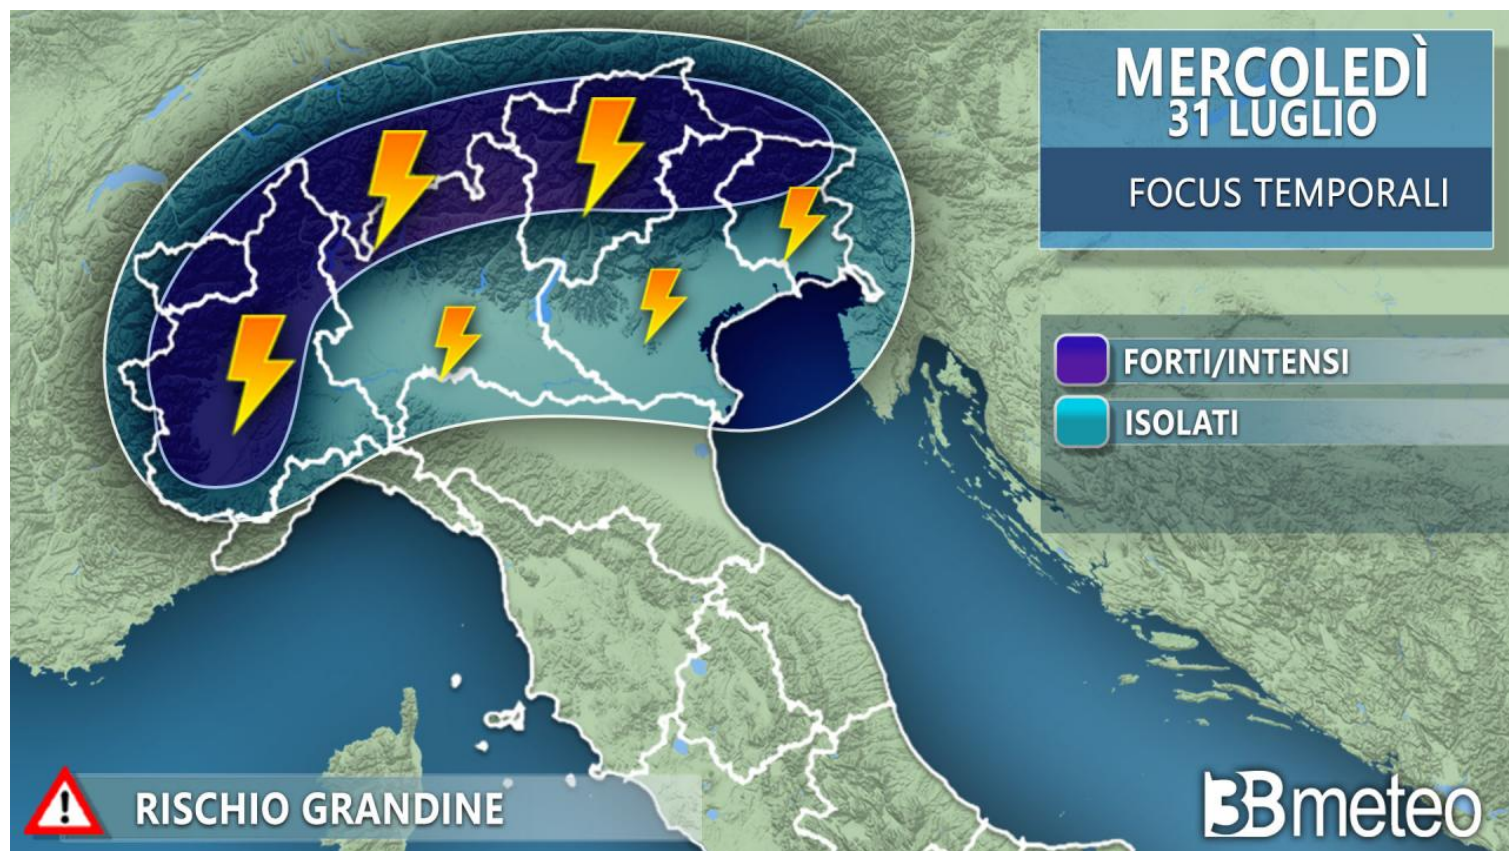 MERCOLEDÌ
31 LUGLIO
FOCUS TEMPORALI
FORTI/INTENSI
ISOLATI
RISCHIO GRANDINE
3Bmeteo